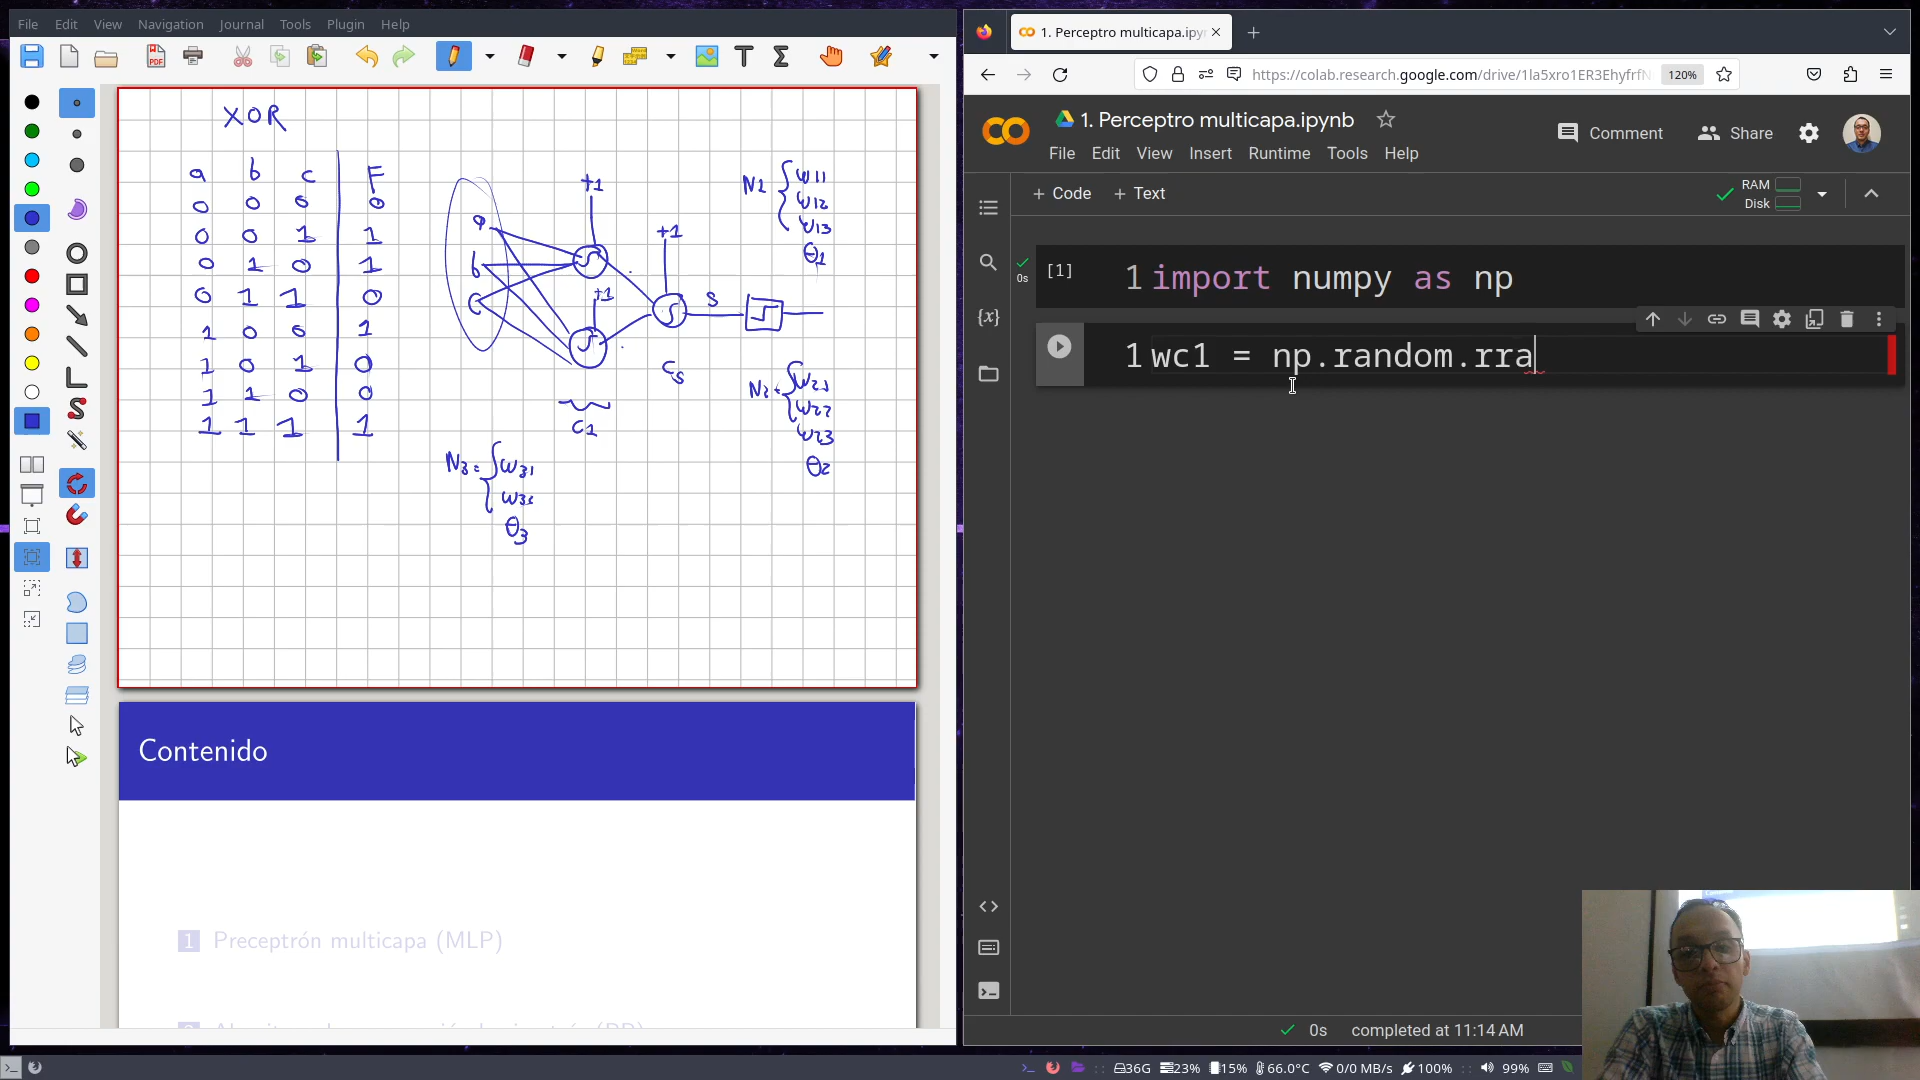 File Edit View Navigation Journal Tools Plugin Help
XOR
a b c F
0 0 0 0
0 0 1 1
0 1 0 1
0 1 1 0
1 0 0 1
1 0 1 0
1 1 0 0
1 1 1 1
a
b
c
+1
+1
+1
S
C1
Cs
N1 { w11
w12
w13
θ1
w22
w23
θ2
N3= { w31
θ3
Contenido
1 Preceptrón multicapa (MLP)
1. Perceptro multicapa.ipyr
https://colab.research.google.com/drive/1la5xro1ER3EhyfrfN
120%
1. Perceptro multicapa.ipynb
Comment Share
File Edit View Insert Runtime Tools Help
+ Code + Text
RAM
Disk
0s
[1] 1 import numpy as np
1 wc1 = np.random.rra
{x}
0s completed at 11:14 AM
36G 23% 15% 66.0°C 0/0 MB/s 100% 99%